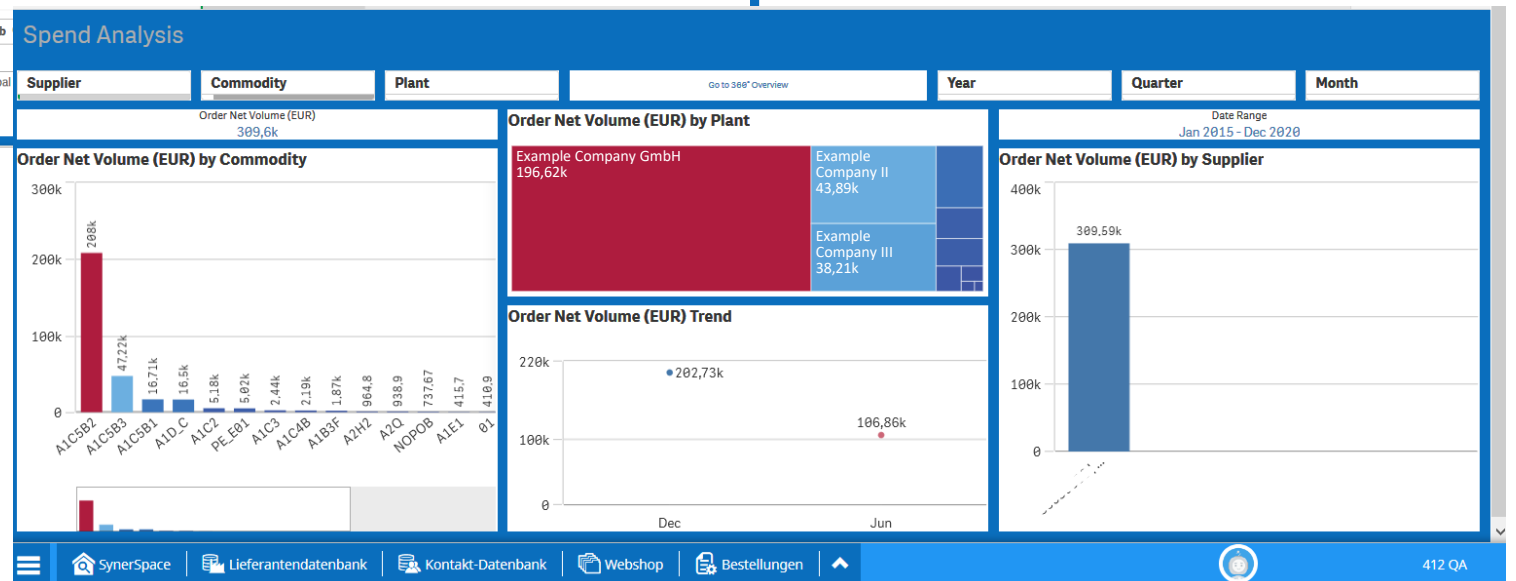 b
Spend Analysis
pal
Supplier
Commodity
Plant
Go to 360° Overview
Year
Quarter
Month
Order Net Volume (EUR)
309,6k
Order Net Volume (EUR) by Commodity
300k
200k
100k
0
208k
47,22k
16,71k
16,5k
5,18k
5,02k
2,44k
2,19k
1,87k
964,8
938,9
737,67
415,7
410,9
A1C5B2
A1C5B3
A1C5B1
A1D_C
A1C2
PE_E01
A1C3
A1C4B
A1B3F
A2H2
A2Q
NOPOB
A1E1
01
Order Net Volume (EUR) by Plant
Example Company GmbH
196,62k
Example
Company II
43,89k
Example
Company III
38,21k
Order Net Volume (EUR) Trend
220k
100k
0
202,73k
106,86k
Dec
Jun
Date Range
Jan 2015 - Dec 2020
Order Net Volume (EUR) by Supplier
400k
300k
200k
100k
0
309,59k
SynerSpace
Lieferantendatenbank
Kontakt-Datenbank
Webshop
Bestellungen
412 QA